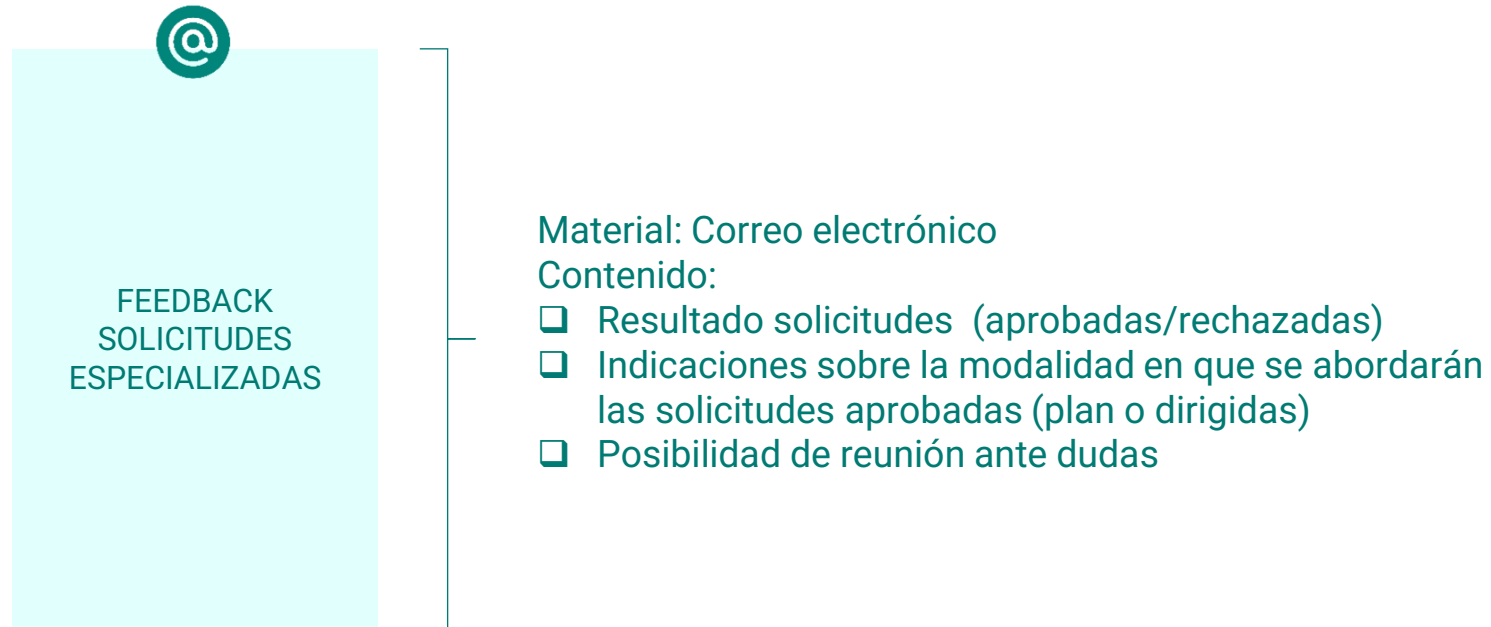 @
FEEDBACK
SOLICITUDES
ESPECIALIZADAS
Material: Correo electrónico
Contenido:
❑ Resultado solicitudes (aprobadas/rechazadas)
❑ Indicaciones sobre la modalidad en que se abordarán
las solicitudes aprobadas (plan o dirigidas)
❑ Posibilidad de reunión ante dudas